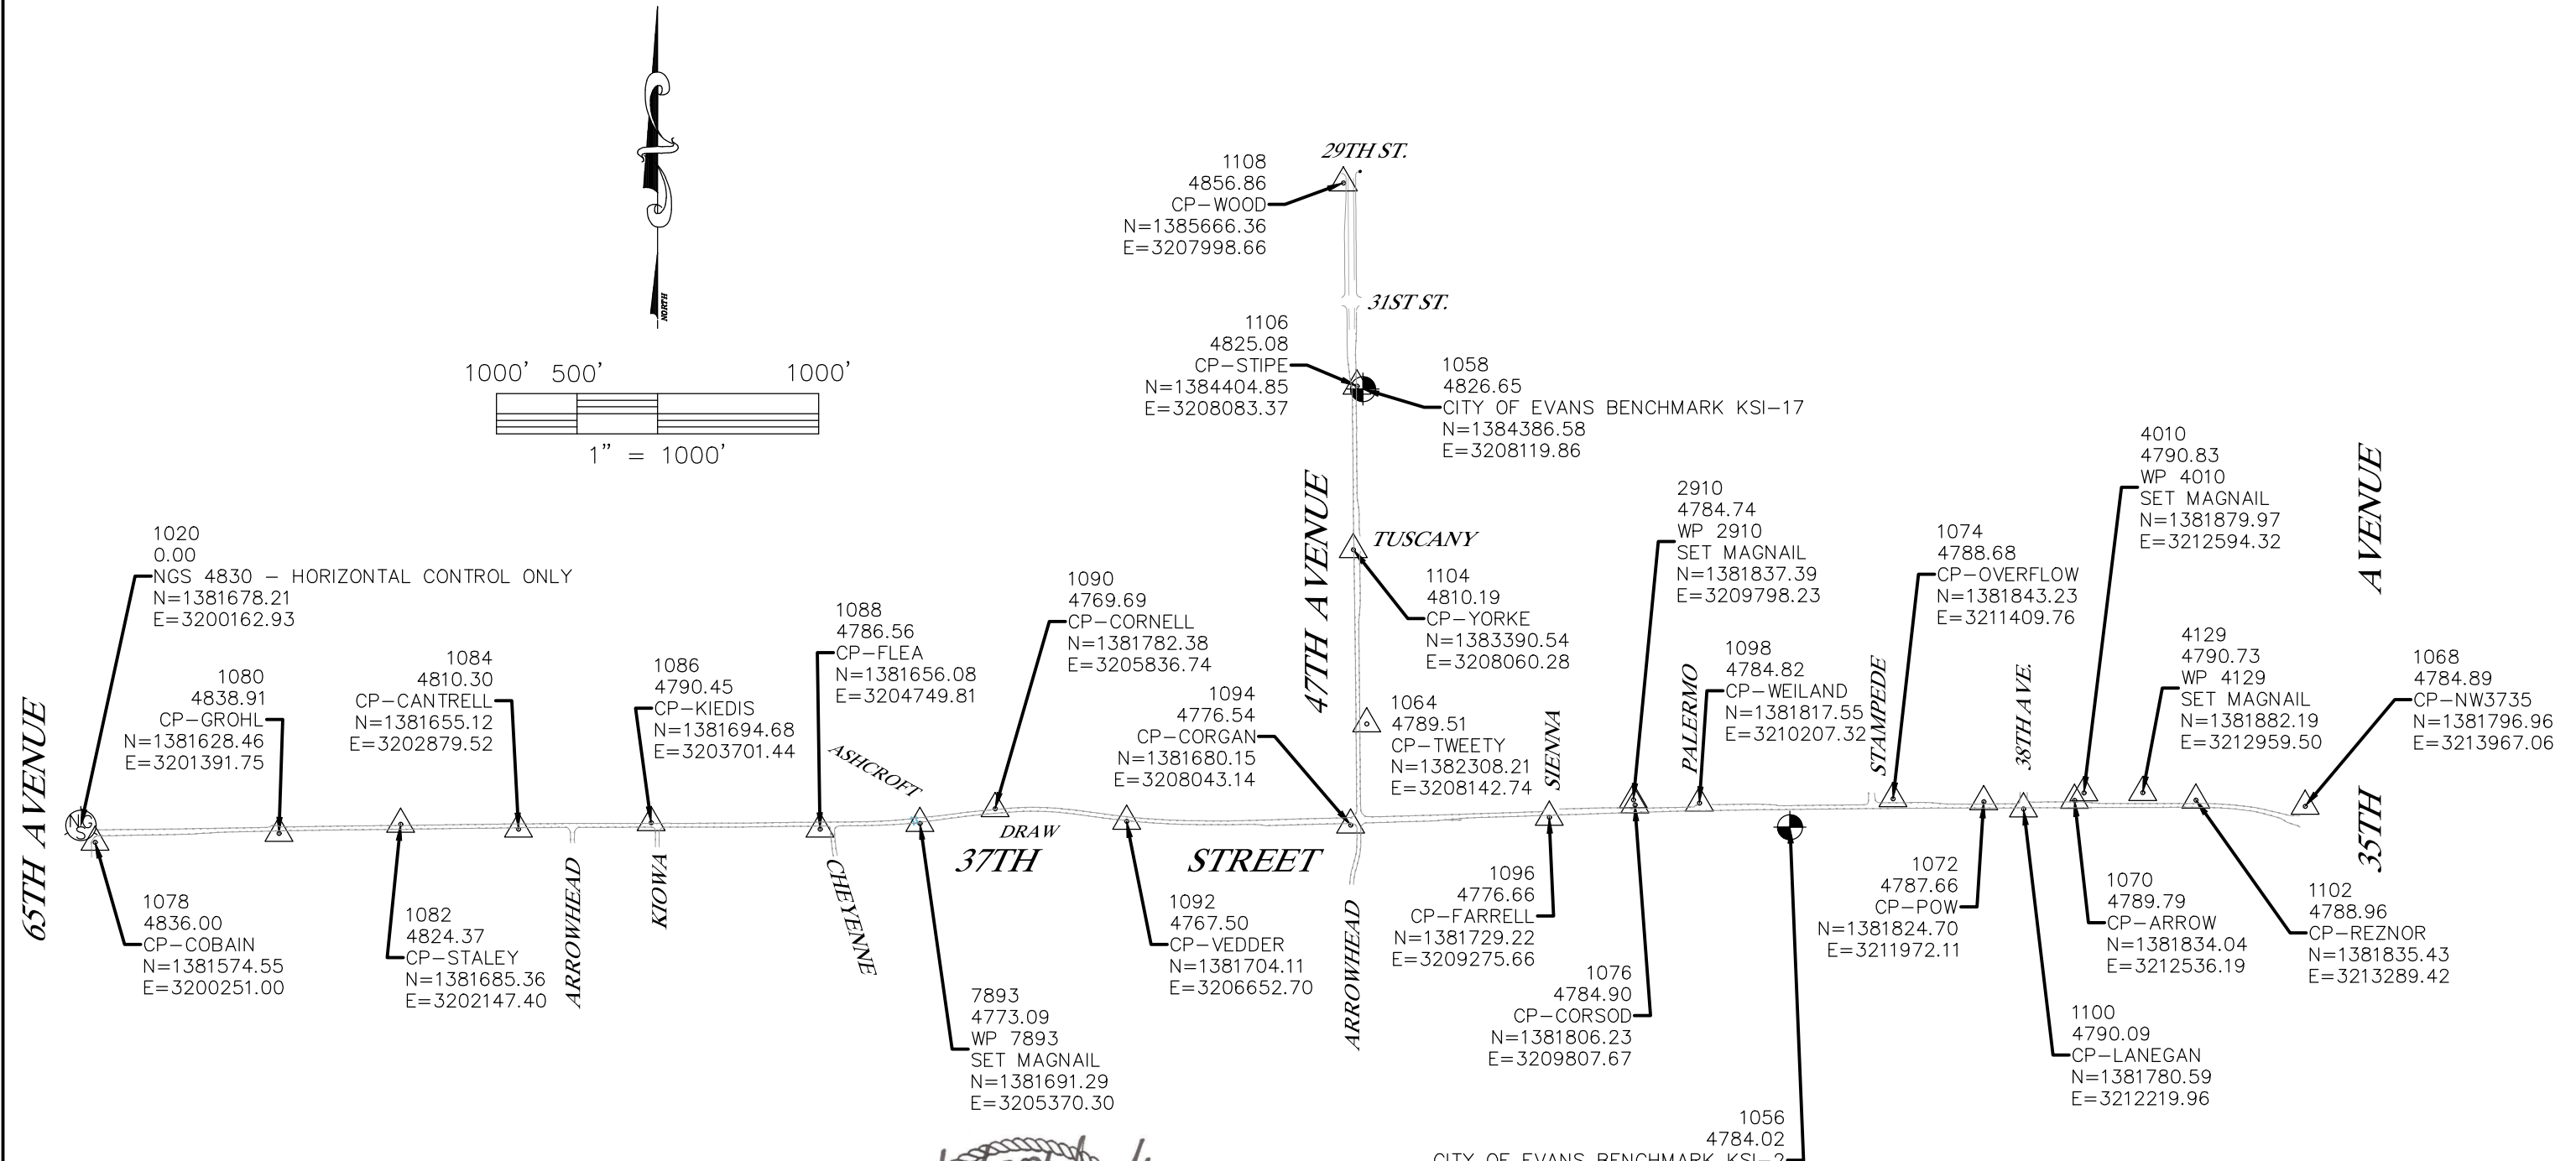 29TH ST.
1108
4856.86
CP-WOOD
N=1385666.36
E=3207998.66
31ST ST.
1106
4825.08
CP-STIPE
N=1384404.85
E=3208083.37
1058
4826.65
CITY OF EVANS BENCHMARK KSI-17
N=1384386.58
E=3208119.86
NORTH
1000' 500' 1000'
1" = 1000'
47TH AVENUE
TUSCANY
1104
4810.19
CP-YORKE
N=1383390.54
E=3208060.28
1064
4789.51
CP-TWEETY
N=1382308.21
E=3208142.74
65TH AVENUE
1020
0.00
NGS 4830 - HORIZONTAL CONTROL ONLY
N=1381678.21
E=3200162.93
NGS
1080
4838.91
CP-GROHL
N=1381628.46
E=3201391.75
1084
4810.30
CP-CANTRELL
N=1381655.12
E=3202879.52
1086
4790.45
CP-KIEDIS
N=1381694.68
E=3203701.44
1088
4786.56
CP-FLEA
N=1381656.08
E=3204749.81
ASHCROFT
DRAW
1090
4769.69
CP-CORNELL
N=1381782.38
E=3205836.74
1094
4776.54
CP-CORGAN
N=1381680.15
E=3208043.14
SIENNA
2910
4784.74
WP 2910
SET MAGNAIL
N=1381837.39
E=3209798.23
PALERMO
1098
4784.82
CP-WEILAND
N=1381817.55
E=3210207.32
STAMPEDE
1074
4788.68
CP-OVERFLOW
N=1381843.23
E=3211409.76
38TH AVE.
4010
4790.83
WP 4010
SET MAGNAIL
N=1381879.97
E=3212594.32
4129
4790.73
WP 4129
SET MAGNAIL
N=1381882.19
E=3212959.50
35TH AVENUE
1068
4784.89
CP-NW3735
N=1381796.96
E=3213967.06
37TH STREET
1078
4836.00
CP-COBAIN
N=1381574.55
E=3200251.00
1082
4824.37
CP-STALEY
N=1381685.36
E=3202147.40
ARROWHEAD
KIOWA
CHEYENNE
7893
4773.09
WP 7893
SET MAGNAIL
N=1381691.29
E=3205370.30
1092
4767.50
CP-VEDDER
N=1381704.11
E=3206652.70
ARROWHEAD
1096
4776.66
CP-FARRELL
N=1381729.22
E=3209275.66
1076
4784.90
CP-CORSOD
N=1381806.23
E=3209807.67
1072
4787.66
CP-POW
N=1381824.70
E=3211972.11
1070
4789.79
CP-ARROW
N=1381834.04
E=3212536.19
1102
4788.96
CP-REZNOR
N=1381835.43
E=3213289.42
1100
4790.09
CP-LANEGAN
N=1381780.59
E=3212219.96
1056
4784.02
CITY OF EVANS BENCHMARK KSI-2